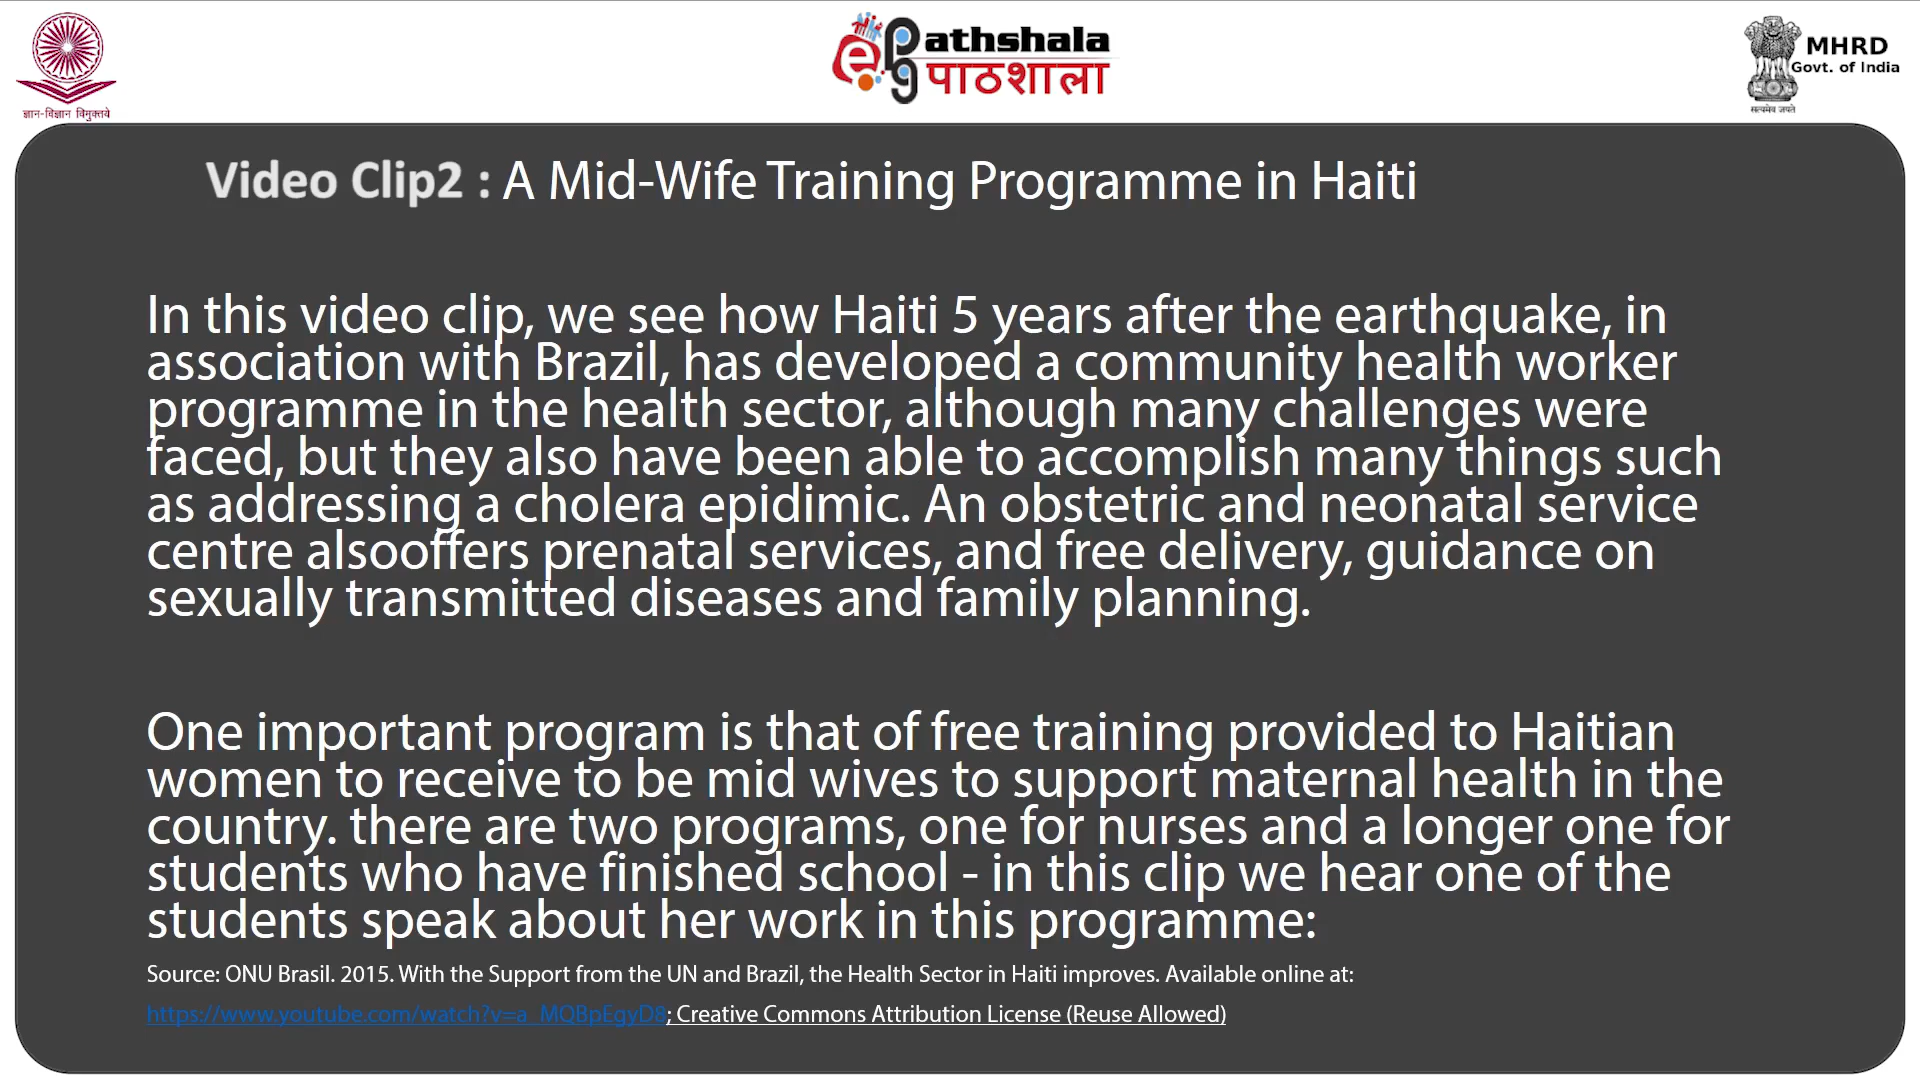 ज्ञान-विज्ञान विमुक्तये
ePG Pathshala
पाठशाला
MHRD
Govt. of India
सत्यमेव जयते
Video Clip2 : A Mid-Wife Training Programme in Haiti
In this video clip, we see how Haiti 5 years after the earthquake, in
association with Brazil, has developed a community health worker
programme in the health sector, although many challenges were
faced, but they also have been able to accomplish many things such
as addressing a cholera epidimic. An obstetric and neonatal service
centre alsooffers prenatal services, and free delivery, guidance on
sexually transmitted diseases and family planning.
One important program is that of free training provided to Haitian
women to receive to be mid wives to support maternal health in the
country. there are two programs, one for nurses and a longer one for
students who have finished school - in this clip we hear one of the
students speak about her work in this programme:
Source: ONU Brasil. 2015. With the Support from the UN and Brazil, the Health Sector in Haiti improves. Available online at:
https://www.youtube.com/watch?v=a_MQBpEgyD8; Creative Commons Attribution License (Reuse Allowed)